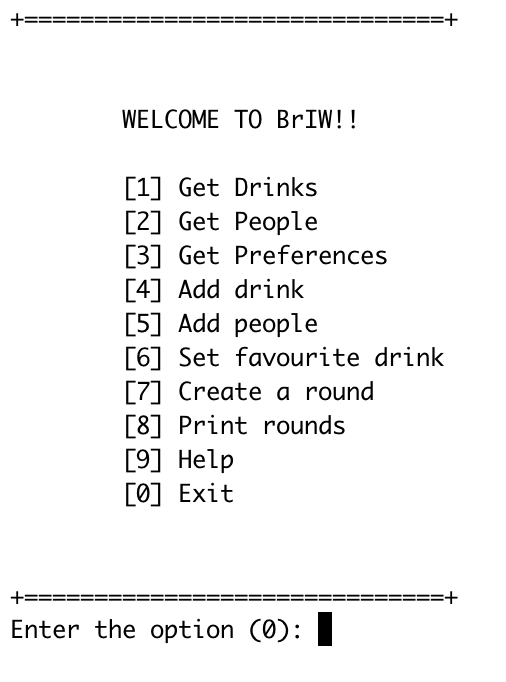 +==============================+
WELCOME TO BrIW!!
[1] Get Drinks
[2] Get People
[3] Get Preferences
[4] Add drink
[5] Add people
[6] Set favourite drink
[7] Create a round
[8] Print rounds
[9] Help
[0] Exit
+==============================+
Enter the option (0):